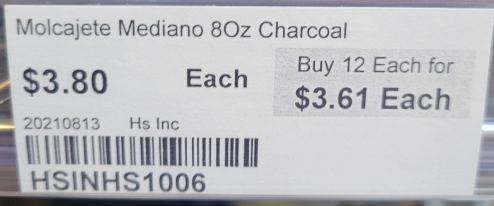 Molcajete Mediano 8Oz Charcoal
$3.80 Each
Buy 12 Each for
$3.61 Each
20210813 Hs Inc
HSINHS1006